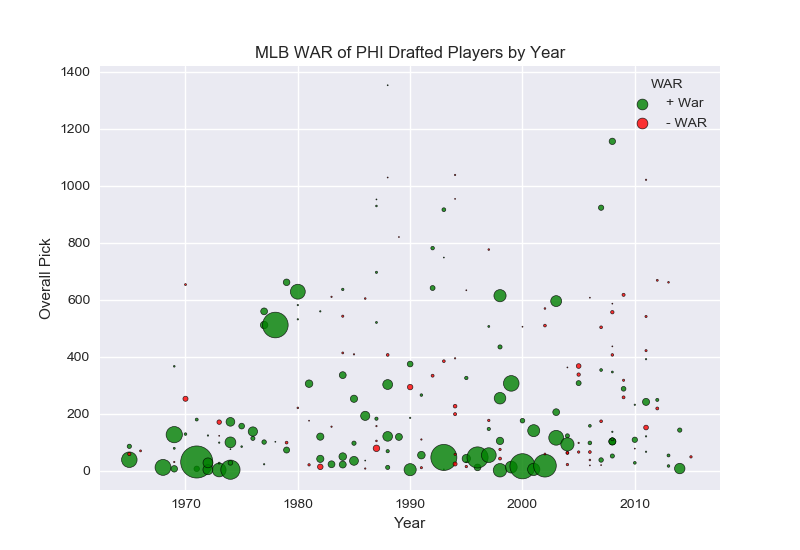 MLB WAR of PHI Drafted Players by Year
WAR
+ War
- WAR
1400
1200
1000
800
600
400
200
0
Overall Pick
1970 1980 1990 2000 2010
Year